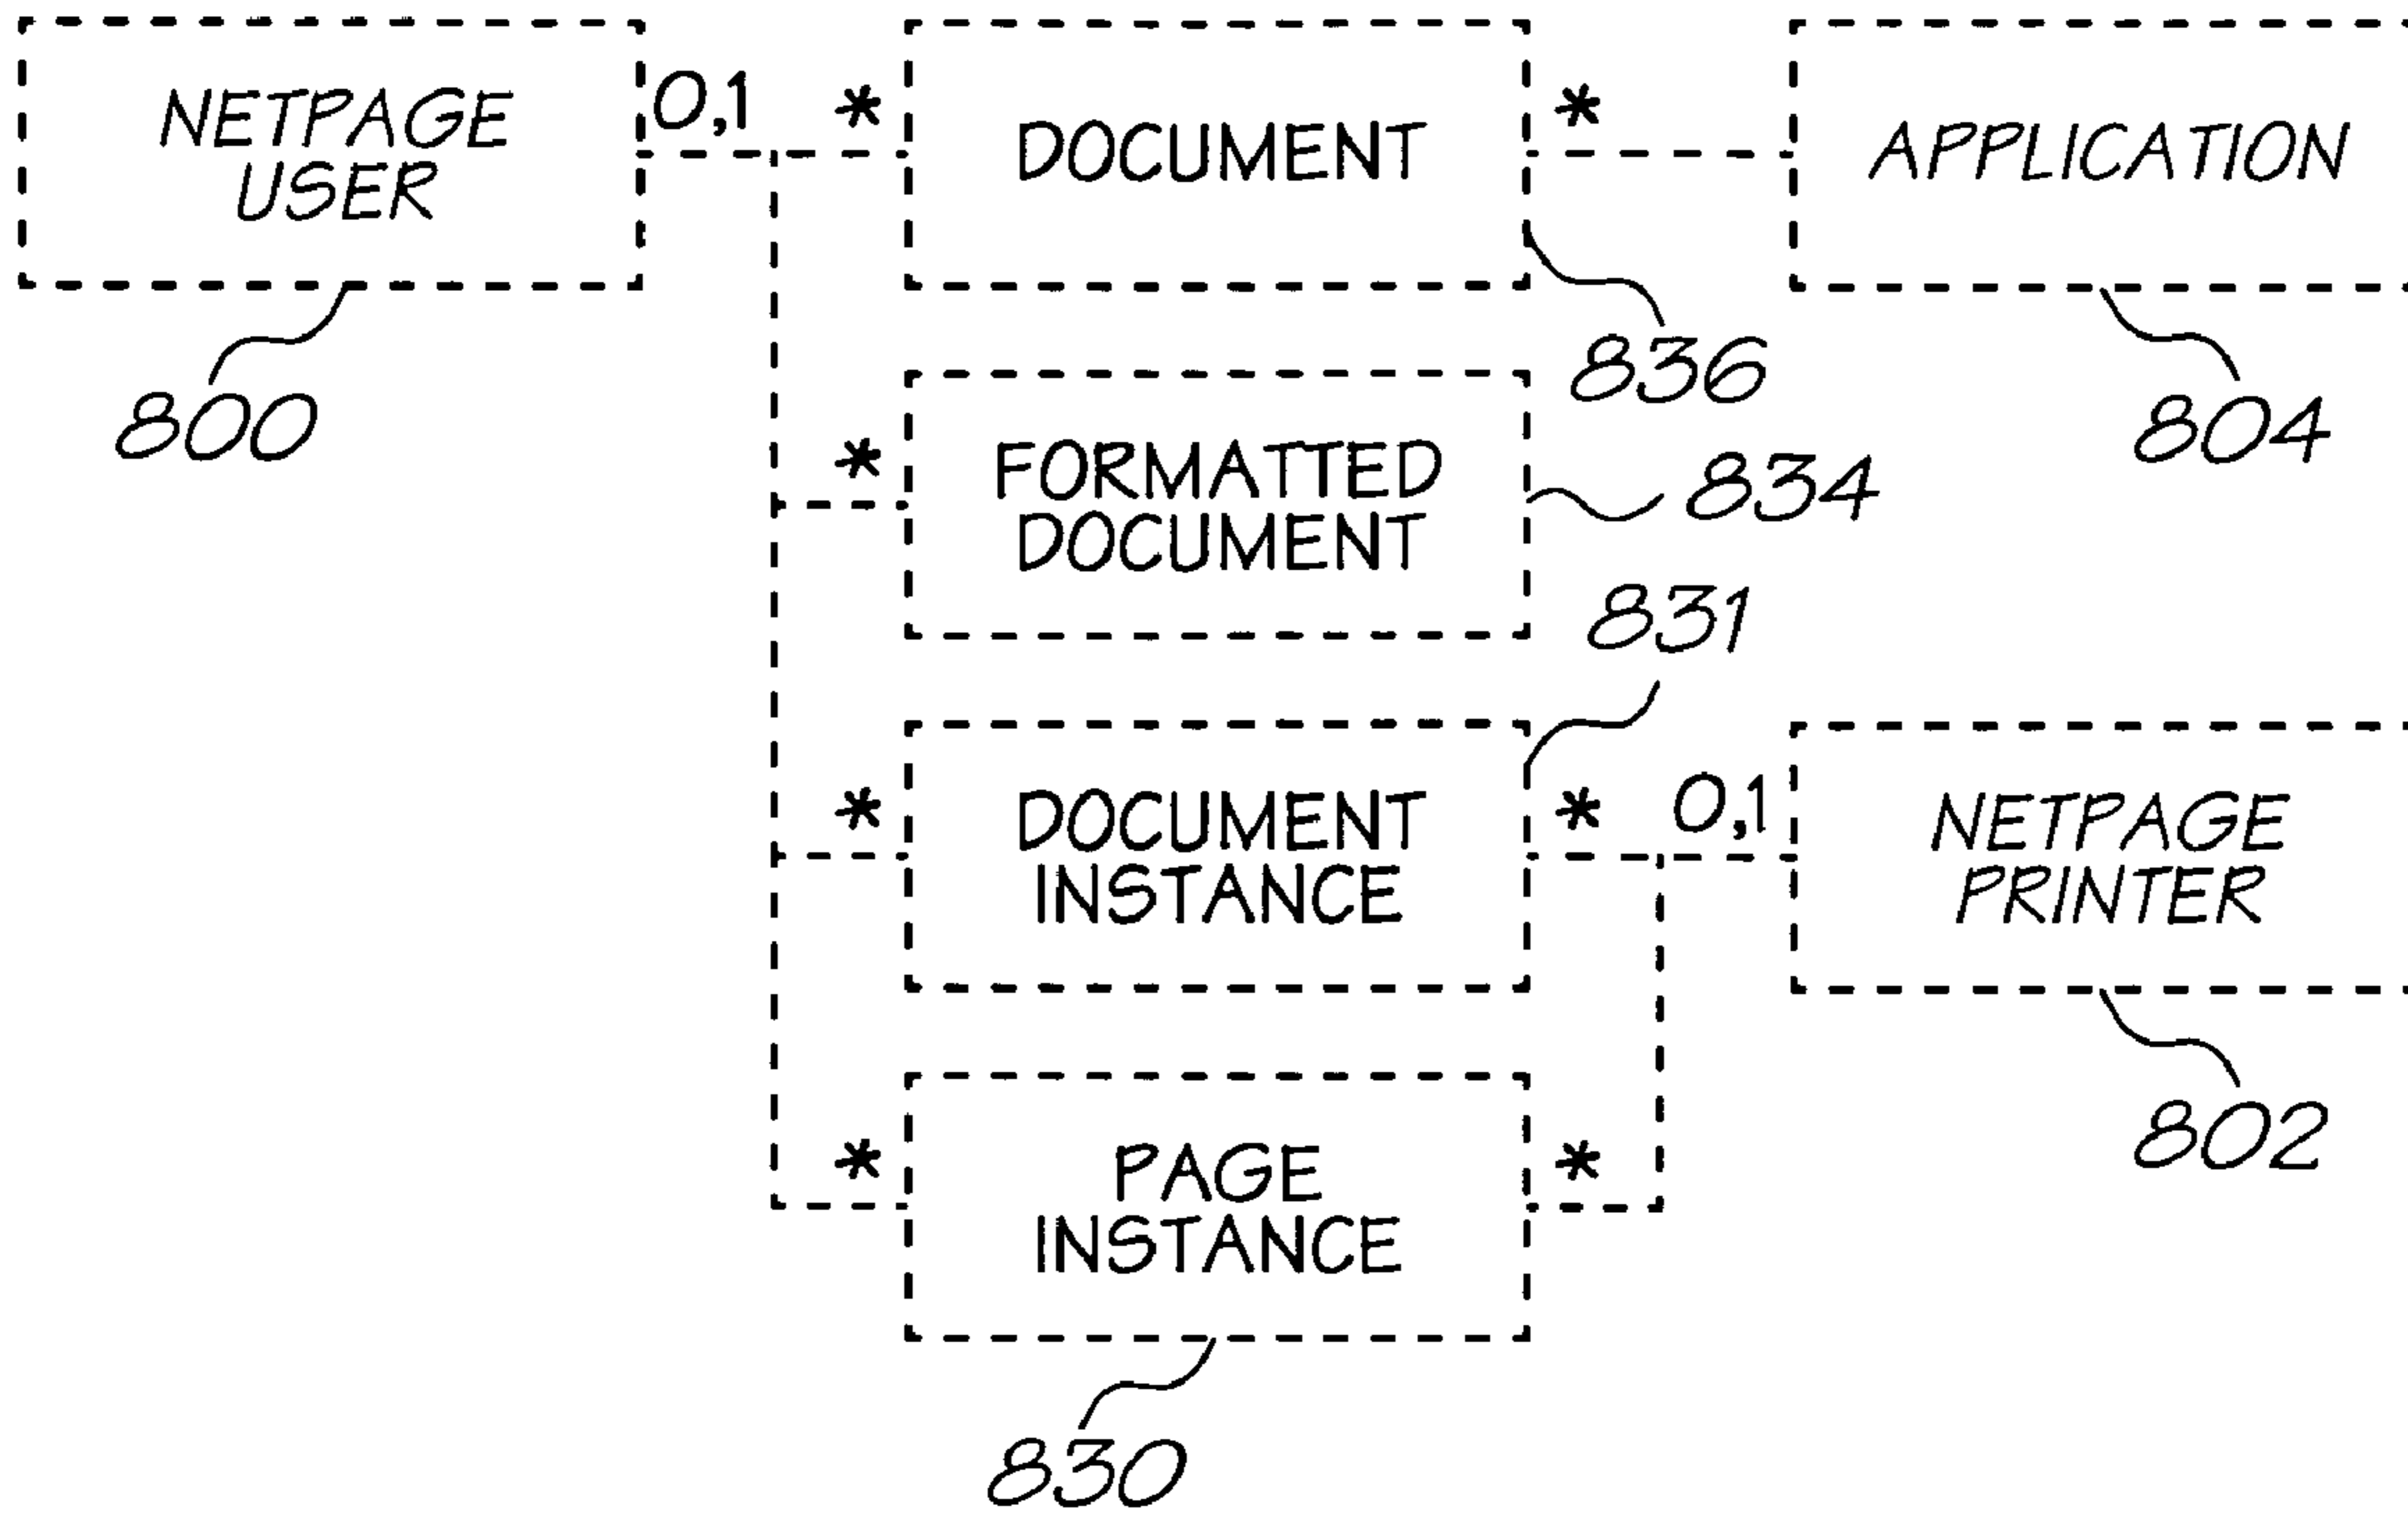 NETPAGE
USER
0,1
*
DOCUMENT
*
APPLICATION
800
836
804
*
FORMATTED
DOCUMENT
834
831
*
DOCUMENT
INSTANCE
*
0,1
NETPAGE
PRINTER
802
*
PAGE
INSTANCE
*
830